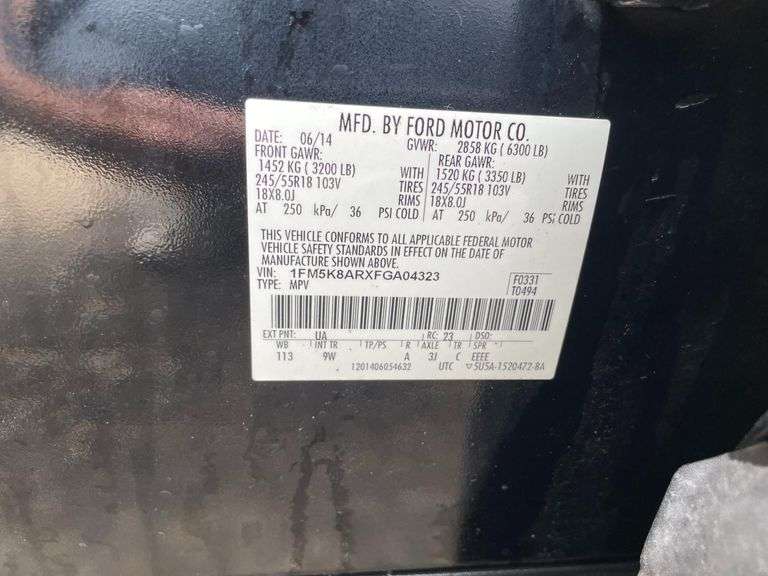 MFD. BY FORD MOTOR CO.
DATE: 06/14 GVWR: 2858 KG ( 6300 LB)
FRONT GAWR: REAR GAWR:
1452 KG ( 3200 LB) WITH 1520 KG ( 3350 LB) WITH
245/55R18 103V TIRES 245/55R18 103V TIRES
18X8.0J RIMS 18X8.0J RIMS
AT 250 kPa/ 36 PSI COLD AT 250 kPa/ 36 PSI COLD
THIS VEHICLE CONFORMS TO ALL APPLICABLE FEDERAL MOTOR
VEHICLE SAFETY STANDARDS IN EFFECT ON THE DATE OF
MANUFACTURE SHOWN ABOVE.
VIN: 1FM5K8ARXFGA04323 F0331
TYPE: MPV T0494
EXT PNT: UA RC: 23 DSO:
WB INT TR TP/PS R AXLE TR SPR
113 9W A 3J C EEEE
1201406054632 UTC ▽5U5A-1520472-BA